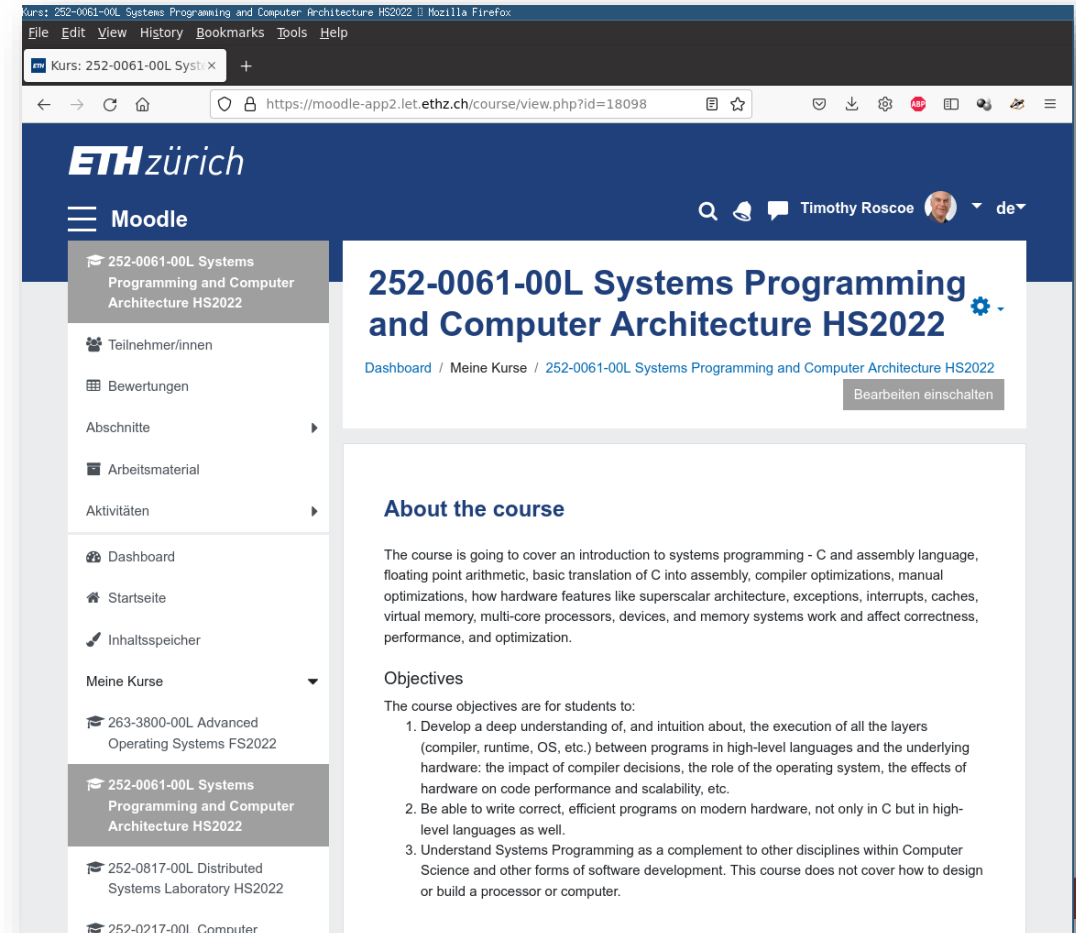 Kurs: 252-0061-00L Systems Programming and Computer Architecture HS2022 Mozilla Firefox
File Edit View History Bookmarks Tools Help
ETH Kurs: 252-0061-00L Syst × +
https://moodle-app2.let.ethz.ch/course/view.php?id=18098
ABP
ETH zürich
Moodle
Timothy Roscoe
de
252-0061-00L Systems
Programming and Computer
Architecture HS2022
Teilnehmer/innen
Bewertungen
Abschnitte
Arbeitsmaterial
Aktivitäten
Dashboard
Startseite
Inhaltsspeicher
Meine Kurse
263-3800-00L Advanced
Operating Systems FS2022
252-0061-00L Systems
Programming and Computer
Architecture HS2022
252-0817-00L Distributed
Systems Laboratory HS2022
252-0217-00L Computer
252-0061-00L Systems Programming
and Computer Architecture HS2022
Dashboard / Meine Kurse / 252-0061-00L Systems Programming and Computer Architecture HS2022
Bearbeiten einschalten
About the course
The course is going to cover an introduction to systems programming - C and assembly language,
floating point arithmetic, basic translation of C into assembly, compiler optimizations, manual
optimizations, how hardware features like superscalar architecture, exceptions, interrupts, caches,
virtual memory, multi-core processors, devices, and memory systems work and affect correctness,
performance, and optimization.
Objectives
The course objectives are for students to:
1. Develop a deep understanding of, and intuition about, the execution of all the layers
(compiler, runtime, OS, etc.) between programs in high-level languages and the underlying
hardware: the impact of compiler decisions, the role of the operating system, the effects of
hardware on code performance and scalability, etc.
2. Be able to write correct, efficient programs on modern hardware, not only in C but in high-
level languages as well.
3. Understand Systems Programming as a complement to other disciplines within Computer
Science and other forms of software development. This course does not cover how to design
or build a processor or computer.